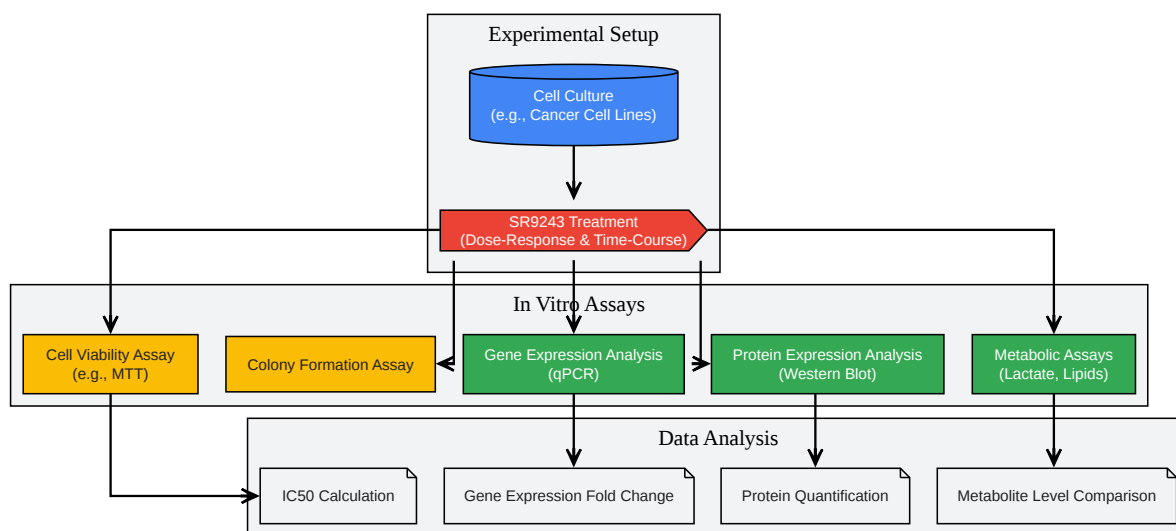 Experimental Setup
Cell Culture
(e.g., Cancer Cell Lines)
SR9243 Treatment
(Dose-Response & Time-Course)
In Vitro Assays
Cell Viability Assay
(e.g., MTT)
Colony Formation Assay
Gene Expression Analysis
(qPCR)
Protein Expression Analysis
(Western Blot)
Metabolic Assays
(Lactate, Lipids)
Data Analysis
IC50 Calculation
Gene Expression Fold Change
Protein Quantification
Metabolite Level Comparison